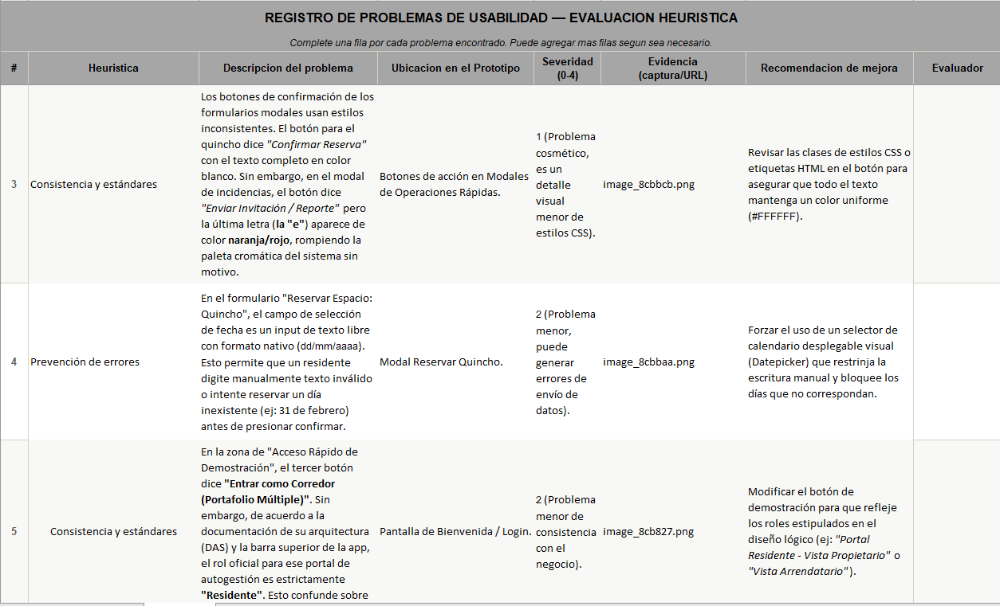 REGISTRO DE PROBLEMAS DE USABILIDAD — EVALUACION HEURISTICA
Complete una fila por cada problema encontrado. Puede agregar mas filas segun sea necesario.
#
Heuristica
Descripcion del problema
Ubicacion en el Prototipo
Severidad
(0-4)
Evidencia
(captura/URL)
Recomendacion de mejora
Evaluador
3
Consistencia y estándares
Los botones de confirmación de los
formularios modales usan estilos
inconsistentes. El botón para el
quincho dice "Confirmar Reserva"
con el texto completo en color
blanco. Sin embargo, en el modal
de incidencias, el botón dice
"Enviar Invitación / Reporte" pero
la última letra (la "e") aparece de
color naranja/rojo, rompiendo la
paleta cromática del sistema sin
motivo.
Botones de acción en Modales
de Operaciones Rápidas.
1 (Problema
cosmético,
es un
detalle
visual
menor de
estilos CSS).
image_8cbbcb.png
Revisar las clases de estilos CSS o
etiquetas HTML en el botón para
asegurar que todo el texto
mantenga un color uniforme
(#FFFFFF).
4
Prevención de errores
En el formulario "Reservar Espacio:
Quincho", el campo de selección
de fecha es un input de texto libre
con formato nativo (dd/mm/aaaa).
Esto permite que un residente
digite manualmente texto inválido
o intente reservar un día
inexistente (ej: 31 de febrero)
antes de presionar confirmar.
Modal Reservar Quincho.
2 (Problema
menor,
puede
generar
errores de
envío de
datos).
image_8cbbaa.png
Forzar el uso de un selector de
calendario desplegable visual
(Datepicker) que restrinja la
escritura manual y bloquee los
días que no correspondan.
5
Consistencia y estándares
En la zona de "Acceso Rápido de
Demostración", el tercer botón
dice "Entrar como Corredor
(Portafolio Múltiple)". Sin
embargo, de acuerdo a la
documentación de su arquitectura
(DAS) y la barra superior de la app,
el rol oficial para ese portal de
autogestión es estrictamente
"Residente". Esto confunde sobre
Pantalla de Bienvenida / Login.
2 (Problema
menor de
consistencia
con el
negocio).
image_8cb827.png
Modificar el botón de
demostración para que refleje
los roles estipulados en el
diseño lógico (ej: "Portal
Residente - Vista Propietario" o
"Vista Arrendatario").